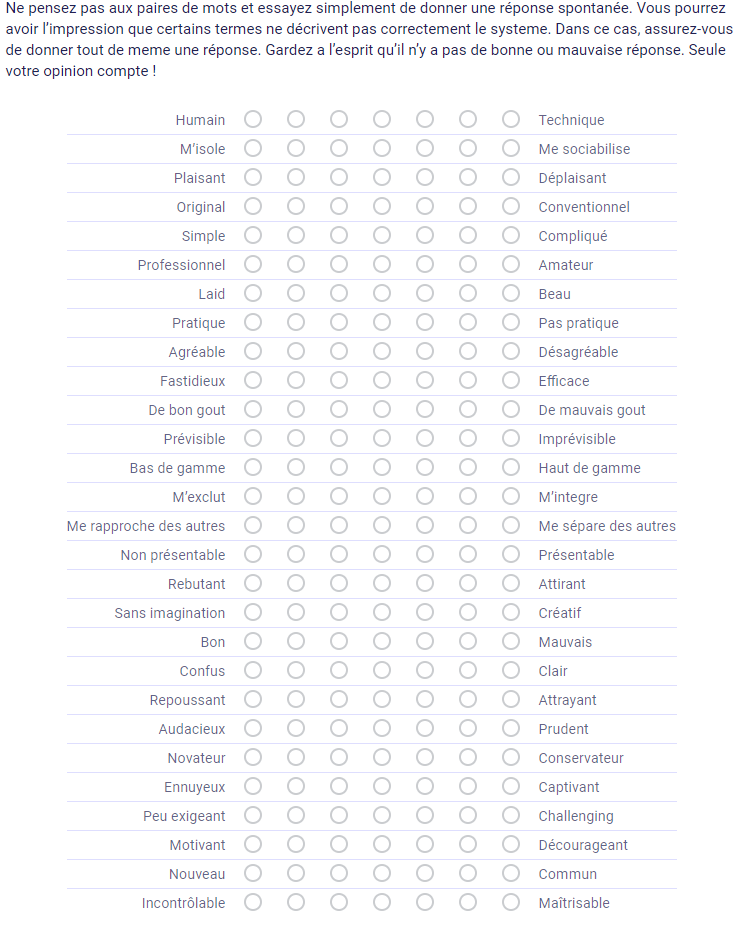 Ne pensez pas aux paires de mots et essayez simplement de donner une réponse spontanée. Vous pourrez
avoir l’impression que certains termes ne décrivent pas correctement le systeme. Dans ce cas, assurez-vous
de donner tout de meme une réponse. Gardez a l’esprit qu’il n’y a pas de bonne ou mauvaise réponse. Seule
votre opinion compte !
Humain Technique
M’isole Me sociabilise
Plaisant Déplaisant
Original Conventionnel
Simple Compliqué
Professionnel Amateur
Laid Beau
Pratique Pas pratique
Agréable Désagréable
Fastidieux Efficace
De bon gout De mauvais gout
Prévisible Imprévisible
Bas de gamme Haut de gamme
M’exclut M’integre
Me rapproche des autres Me sépare des autres
Non présentable Présentable
Rebutant Attirant
Sans imagination Créatif
Bon Mauvais
Confus Clair
Repoussant Attrayant
Audacieux Prudent
Novateur Conservateur
Ennuyeux Captivant
Peu exigeant Challenging
Motivant Décourageant
Nouveau Commun
Incontrôlable Maîtrisable